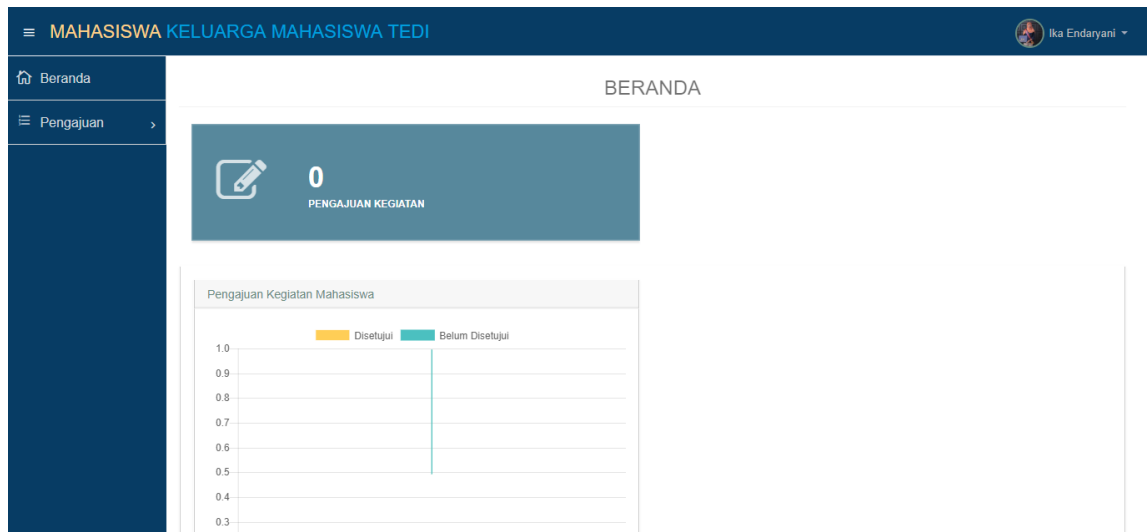 MAHASISWA KELUARGA MAHASISWA TEDI
Ika Endaryani
Beranda
Pengajuan
BERANDA
0
PENGAJUAN KEGIATAN
Pengajuan Kegiatan Mahasiswa
Disetujui Belum Disetujui
1.0
0.9
0.8
0.7
0.6
0.5
0.4
0.3